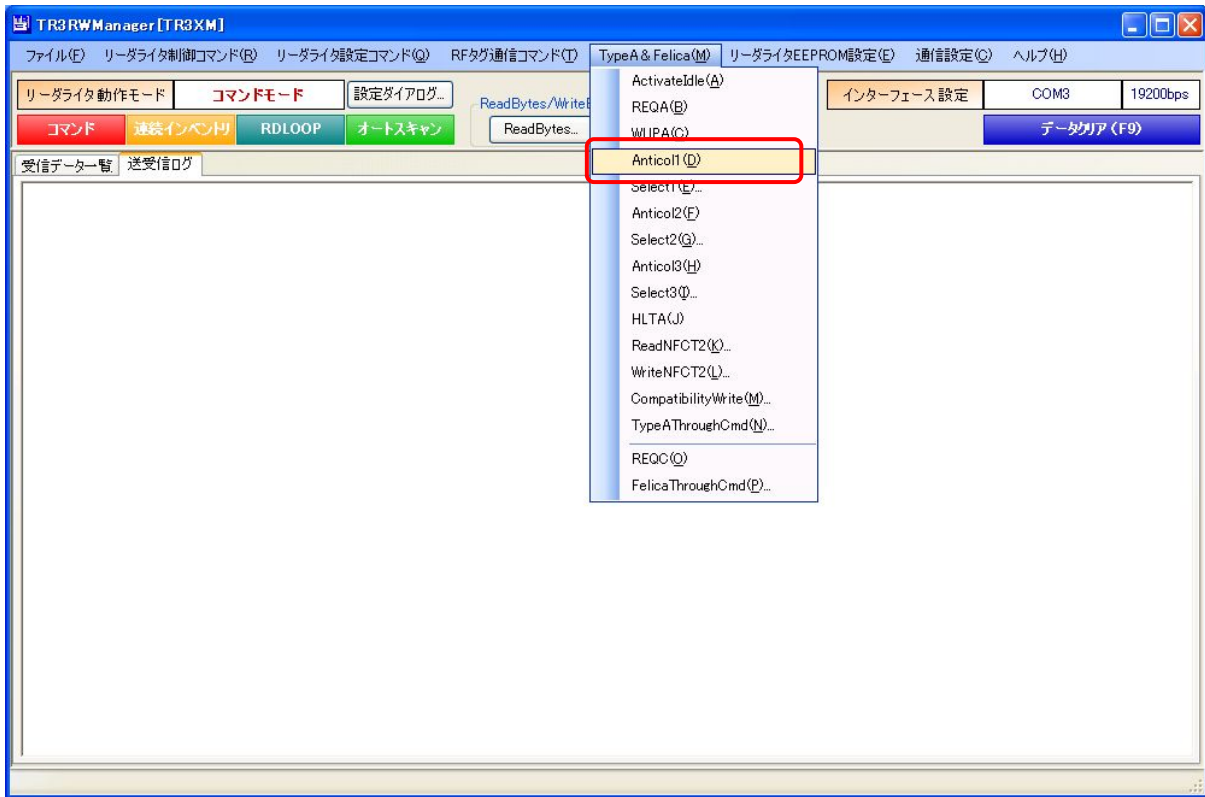 TR3RWManager[TR3XM]
ファイル(F) リーダライタ制御コマンド(R) リーダライタ設定コマンド(Q) RFタグ通信コマンド(T) TypeA & Felica(M) リーダライタEEPROM設定(E) 通信設定(C) ヘルプ(H)
リーダライタ動作モード コマンドモード 設定ダイアログ... ReadBytes/Write インターフェース設定 COM3 19200bps
コマンド 連続インベントリ RDLOOP オートスキャン ReadBytes... データクリア (F9)
受信データ一覧 送受信ログ
ActivateIdle(A)
REQA(B)
WUPA(C)
Anticol1(D)
Select1(E)...
Anticol2(F)
Select2(G)...
Anticol3(H)
Select3(I)...
HLTA(J)
ReadNFCT2(K)...
WriteNFCT2(L)...
CompatibilityWrite(M)...
TypeAThroughCmd(N)...
REQC(O)
FelicaThroughCmd(P)...